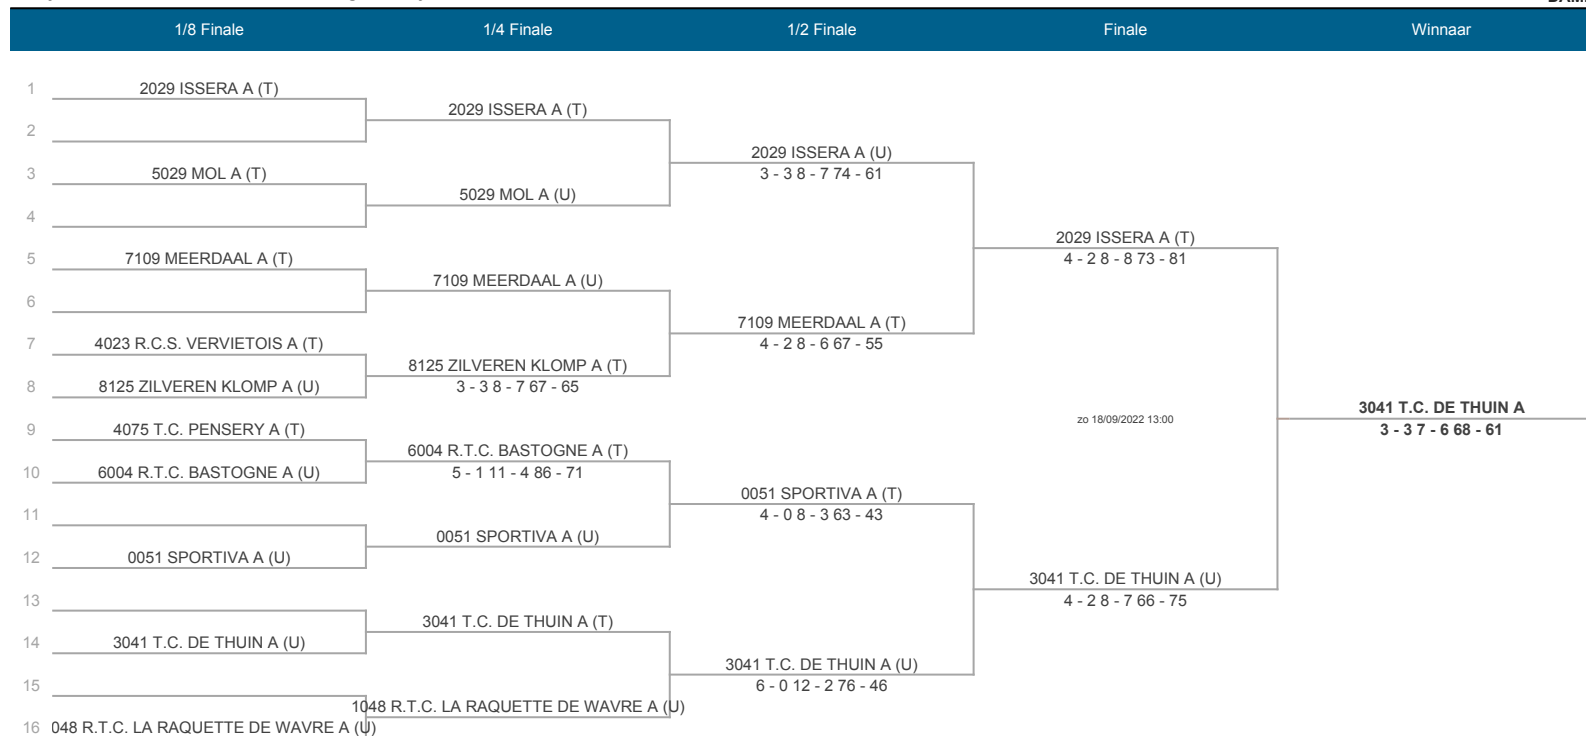 1/8 Finale 1/4 Finale 1/2 Finale Finale Winnaar
1 2029 ISSERA A (T)
2029 ISSERA A (T)
2
2029 ISSERA A (U)
3 5029 MOL A (T)
3 - 3 8 - 7 74 - 61
5029 MOL A (U)
4
2029 ISSERA A (T)
5 7109 MEERDAAL A (T)
4 - 2 8 - 8 73 - 81
7109 MEERDAAL A (U)
6
7109 MEERDAAL A (T)
7 4023 R.C.S. VERVIETOIS A (T)
4 - 2 8 - 6 67 - 55
8125 ZILVEREN KLOMP A (T)
8 8125 ZILVEREN KLOMP A (U)
3 - 3 8 - 7 67 - 65
3041 T.C. DE THUIN A
zo 18/09/2022 13:00
9 4075 T.C. PENSERY A (T)
3 - 3 7 - 6 68 - 61
6004 R.T.C. BASTOGNE A (T)
10 6004 R.T.C. BASTOGNE A (U)
5 - 1 11 - 4 86 - 71
0051 SPORTIVA A (T)
11
4 - 0 8 - 3 63 - 43
0051 SPORTIVA A (U)
12 0051 SPORTIVA A (U)
3041 T.C. DE THUIN A (U)
13
4 - 2 8 - 7 66 - 75
3041 T.C. DE THUIN A (T)
14 3041 T.C. DE THUIN A (U)
3041 T.C. DE THUIN A (U)
15
6 - 0 12 - 2 76 - 46
1048 R.T.C. LA RAQUETTE DE WAVRE A (U)
16 048 R.T.C. LA RAQUETTE DE WAVRE A (U)